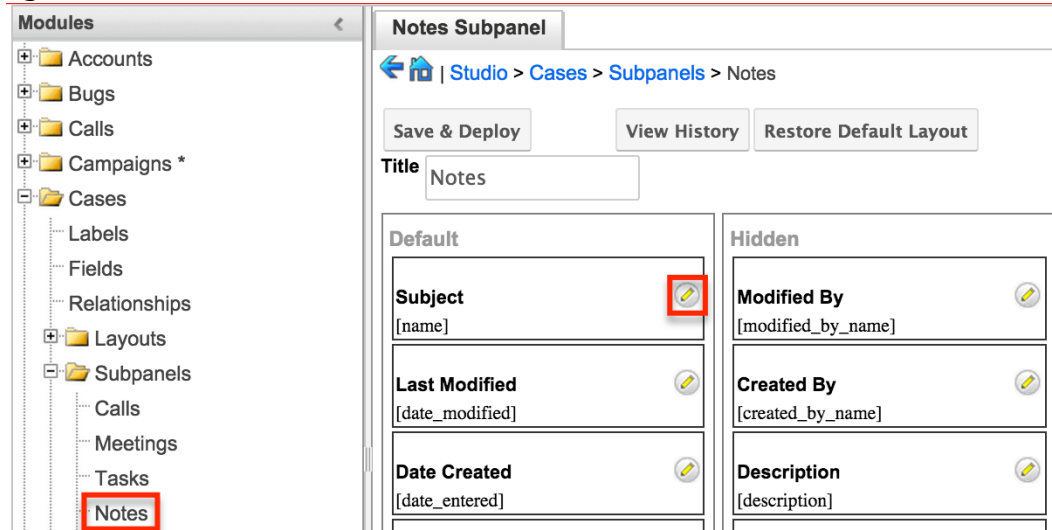 Modules
Accounts
Bugs
Calls
Campaigns *
Cases
Labels
Fields
Relationships
Layouts
Subpanels
Calls
Meetings
Tasks
Notes
Notes Subpanel
| Studio > Cases > Subpanels > Notes
Save & Deploy View History Restore Default Layout
Title Notes
Default
Subject
[name]
Last Modified
[date_modified]
Date Created
[date_entered]
Hidden
Modified By
[modified_by_name]
Created By
[created_by_name]
Description
[description]